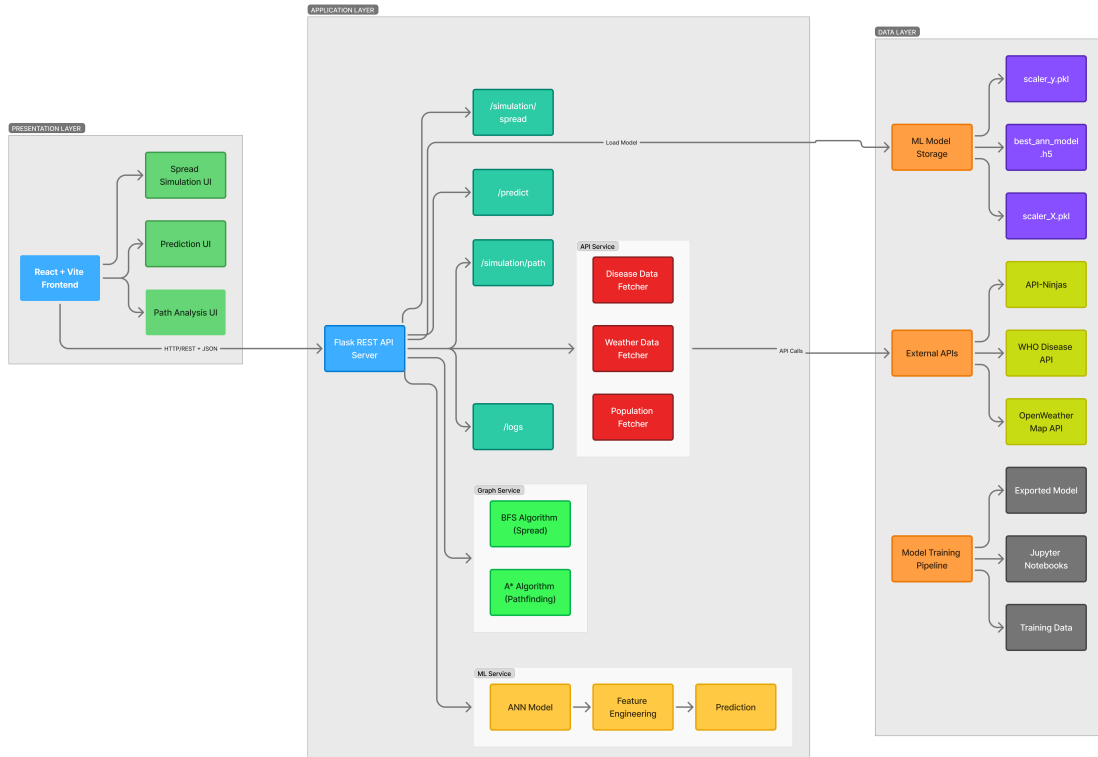 PRESENTATION LAYER
Spread
Simulation UI
Prediction UI
React + Vite
Frontend
Path Analysis UI
HTTP/REST + JSON
APPLICATION LAYER
/simulation/
spread
Load Model
/predict
/simulation/path
Flask REST API
Server
/logs
API Service
Disease Data
Fetcher
Weather Data
Fetcher
Population
Fetcher
API Calls
Graph Service
BFS Algorithm
(Spread)
A* Algorithm
(Pathfinding)
ML Service
ANN Model
Feature
Engineering
Prediction
DATA LAYER
ML Model
Storage
scaler_y.pkl
best_ann_model
.h5
scaler_X.pkl
External APIs
API-Ninjas
WHO Disease
API
OpenWeather
Map API
Model Training
Pipeline
Exported Model
Jupyter
Notebooks
Training Data